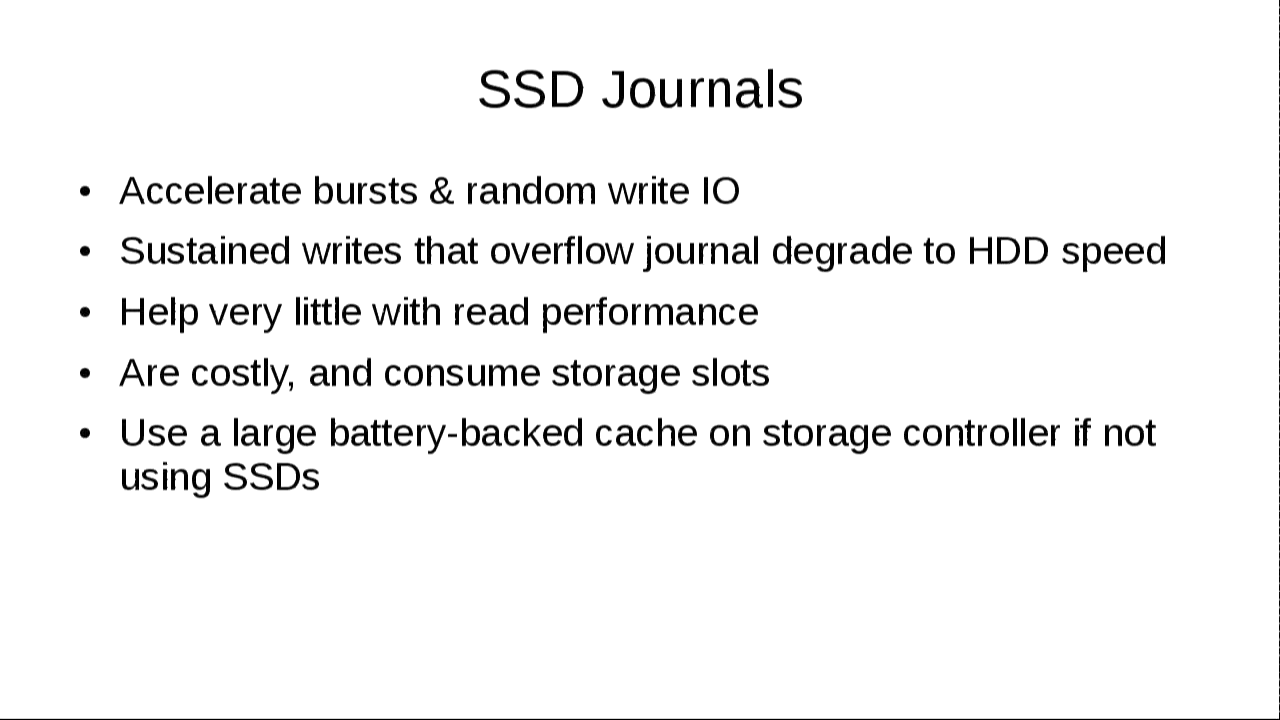 SSD Journals
• Accelerate bursts & random write IO
• Sustained writes that overflow journal degrade to HDD speed
• Help very little with read performance
• Are costly, and consume storage slots
• Use a large battery-backed cache on storage controller if not
using SSDs